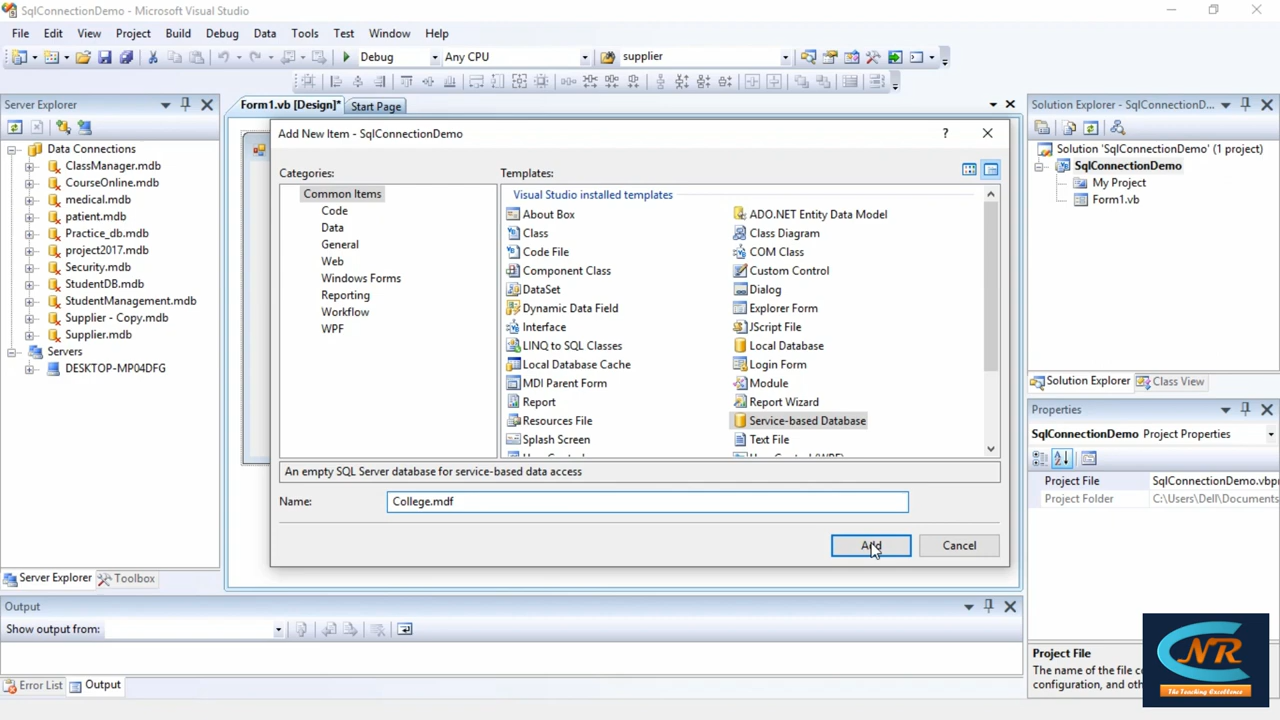 SqlConnectionDemo - Microsoft Visual Studio
File Edit View Project Build Debug Data Tools Test Window Help
Debug Any CPU supplier
Server Explorer
Data Connections
ClassManager.mdb
CourseOnline.mdb
medical.mdb
patient.mdb
Practice_db.mdb
project2017.mdb
Security.mdb
StudentDB.mdb
StudentManagement.mdb
Supplier - Copy.mdb
Supplier.mdb
Servers
DESKTOP-MP04DFG
Server Explorer Toolbox
Form1.vb [Design]* Start Page
Add New Item - SqlConnectionDemo ?
Categories:
Common Items
Code
Data
General
Web
Windows Forms
Reporting
Workflow
WPF
Templates:
Visual Studio installed templates
About Box ADO.NET Entity Data Model
Class Class Diagram
Code File COM Class
Component Class Custom Control
DataSet Dialog
Dynamic Data Field Explorer Form
Interface JScript File
LINQ to SQL Classes Local Database
Local Database Cache Login Form
MDI Parent Form Module
Report Report Wizard
Resources File Service-based Database
Splash Screen Text File
An empty SQL Server database for service-based data access
Name: College.mdf
Add Cancel
Output
Show output from:
Error List Output
Solution Explorer - SqlConnectionD...
Solution 'SqlConnectionDemo' (1 project)
SqlConnectionDemo
My Project
Form1.vb
Solution Explorer Class View
Properties
SqlConnectionDemo Project Properties
Project File SqlConnectionDemo.vbp
Project Folder C:\Users\Dell\Documents
Project File
The name of the file c
configuration, and oth
NR
The Teaching Excellence